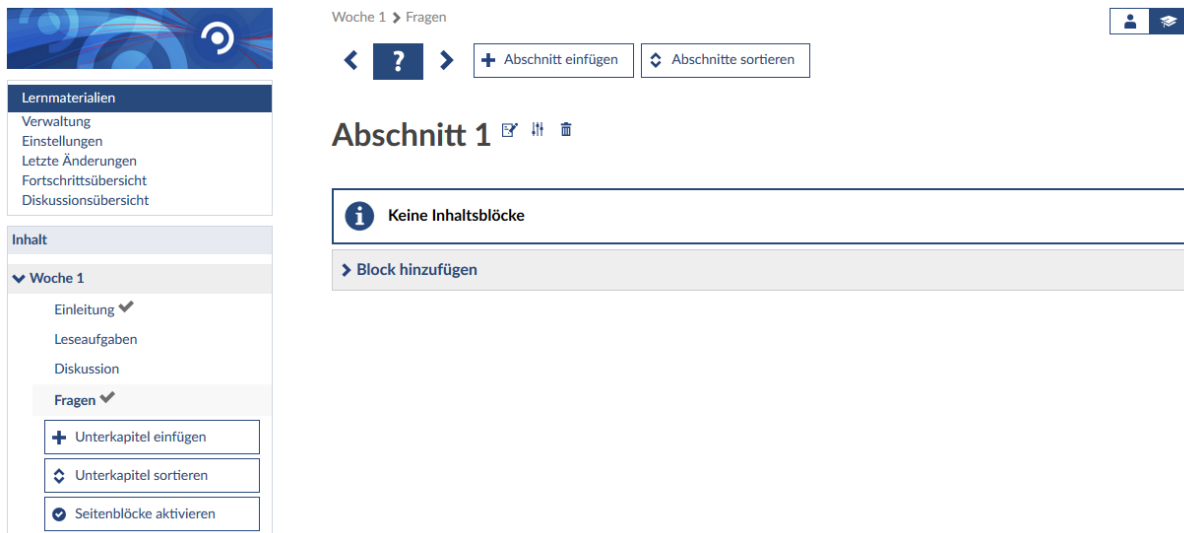 Woche 1 > Fragen
? Abschnitt einfügen Abschnitte sortieren
Lernmaterialien
Verwaltung
Einstellungen
Letzte Änderungen
Fortschrittsübersicht
Diskussionsübersicht
Inhalt
Woche 1
Einleitung
Leseaufgaben
Diskussion
Fragen
Unterkapitel einfügen
Unterkapitel sortieren
Seitenblöcke aktivieren
Abschnitt 1
Keine Inhaltsblöcke
Block hinzufügen